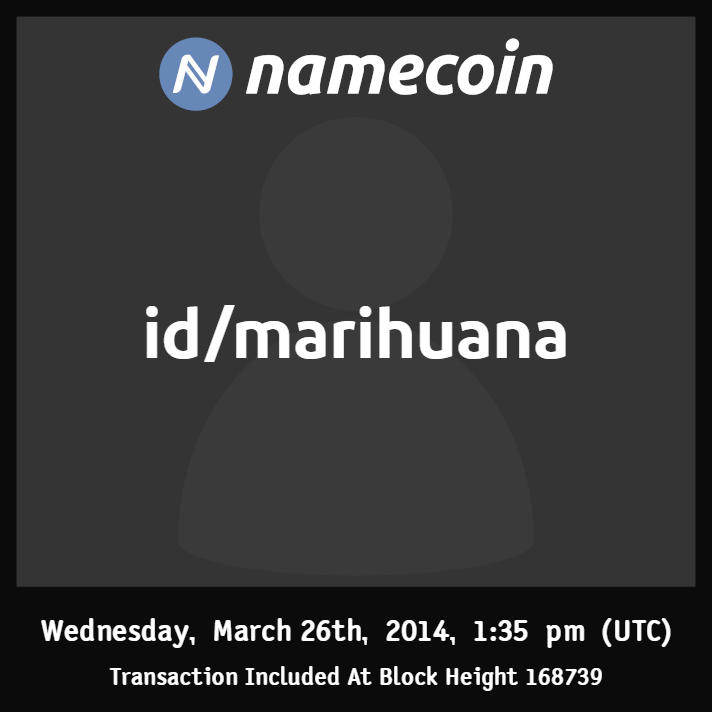 namecoin
id/marihuana
Wednesday, March 26th, 2014, 1:35 pm (UTC)
Transaction Included At Block Height 168739